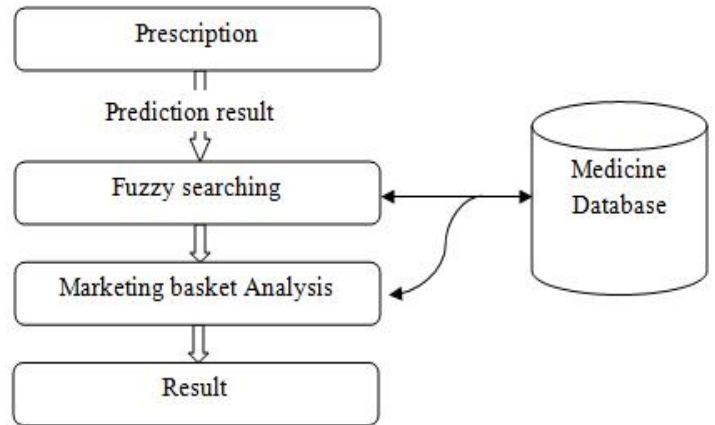 Prescription
Prediction result
Fuzzy searching
Medicine
Database
Marketing basket Analysis
Result